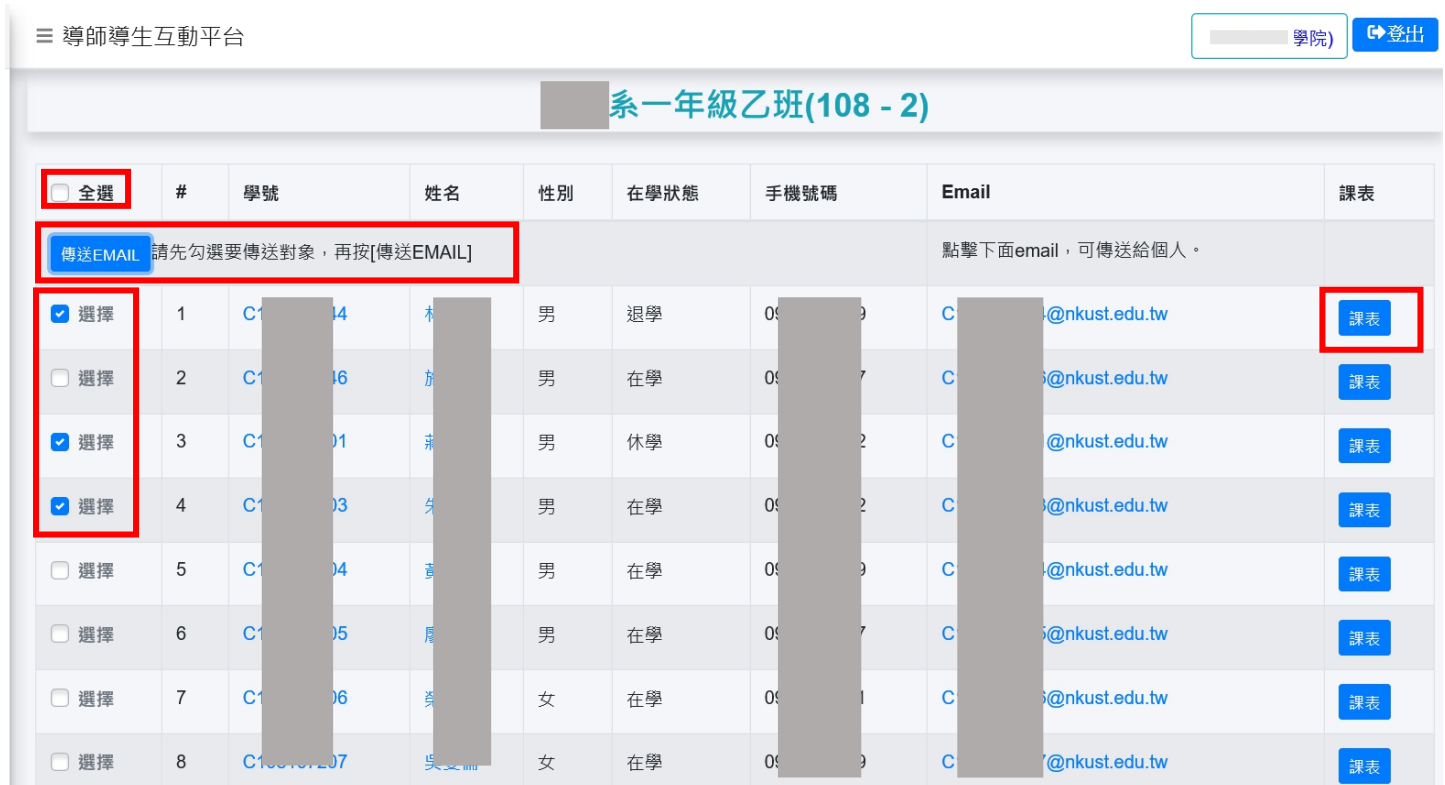 ☰ 導師導生互動平台 學院) 登出
系一年級乙班(108 - 2)
全選 # 學號 姓名 性別 在學狀態 手機號碼 Email 課表
傳送EMAIL 請先勾選要傳送對象，再按[傳送EMAIL] 點擊下面email，可傳送給個人。
選擇 1 C1 44 男 退學 09 9 C @nkust.edu.tw 課表
選擇 2 C1 46 男 在學 09 7 C @nkust.edu.tw 課表
選擇 3 C1 01 男 休學 09 2 C @nkust.edu.tw 課表
選擇 4 C1 03 男 在學 09 2 C @nkust.edu.tw 課表
選擇 5 C1 04 男 在學 09 9 C @nkust.edu.tw 課表
選擇 6 C1 05 男 在學 09 7 C @nkust.edu.tw 課表
選擇 7 C1 06 女 在學 09 1 C @nkust.edu.tw 課表
選擇 8 C1 07 女 在學 09 9 C @nkust.edu.tw 課表